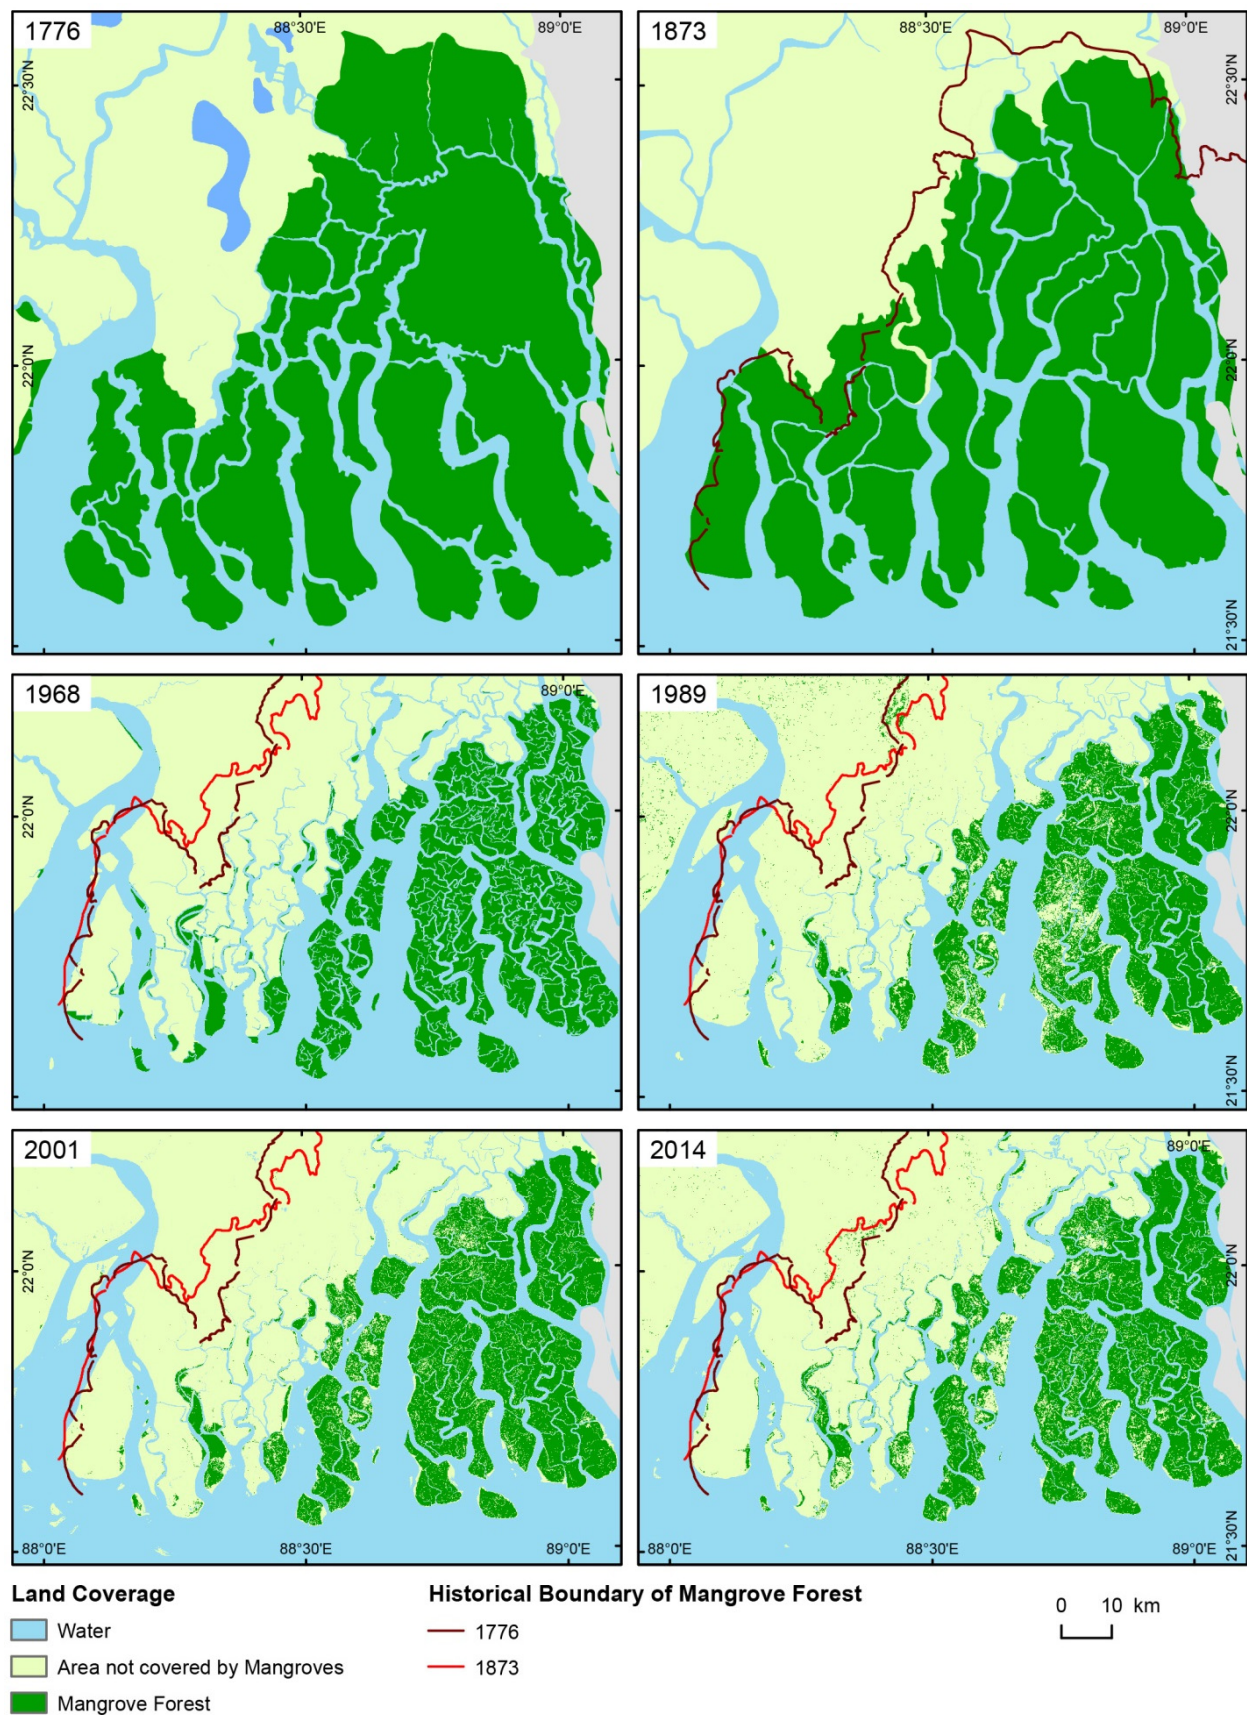 1776
88°30'E
89°0'E
22°30'N
22°0'N
1873
88°30'E
89°0'E
22°30'N
22°0'N
21°30'N
1968
89°0'E
22°0'N
1989
22°0'N
21°30'N
2001
22°0'N
88°0'E
88°30'E
89°0'E
2014
89°0'E
22°0'N
21°30'N
88°0'E
88°30'E
89°0'E
Land Coverage
Water
Area not covered by Mangroves
Mangrove Forest
Historical Boundary of Mangrove Forest
1776
1873
0 10 km